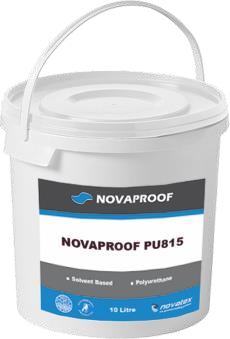 NOVAPROOF
NOVAPROOF PU815
Solvent Based
Polyurethane
10 Litre
novatex